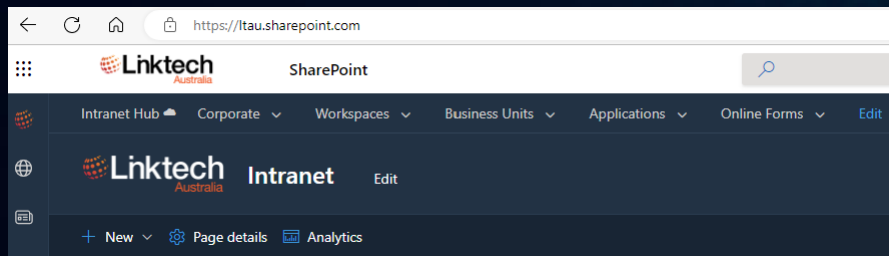 https://ltau.sharepoint.com
Linktech Australia SharePoint
Intranet Hub Corporate Workspaces Business Units Applications Online Forms Edit
Linktech Australia Intranet Edit
New Page details Analytics